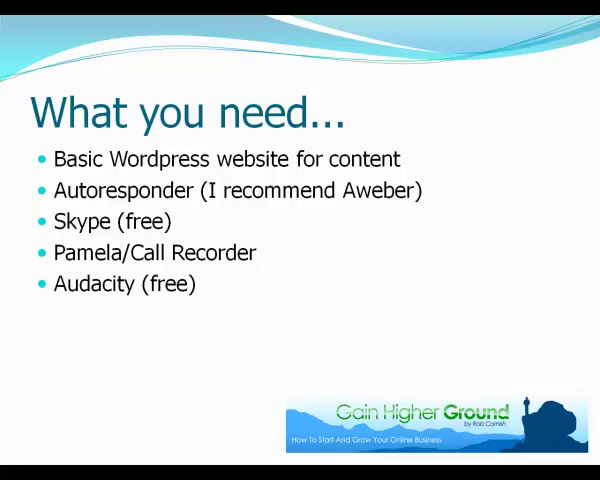 What you need...
Basic Wordpress website for content
Autoresponder (I recommend Aweber)
Skype (free)
Pamela/Call Recorder
Audacity (free)
Gain Higher Ground
by Rob Cornish
How To Start And Grow Your Online Business